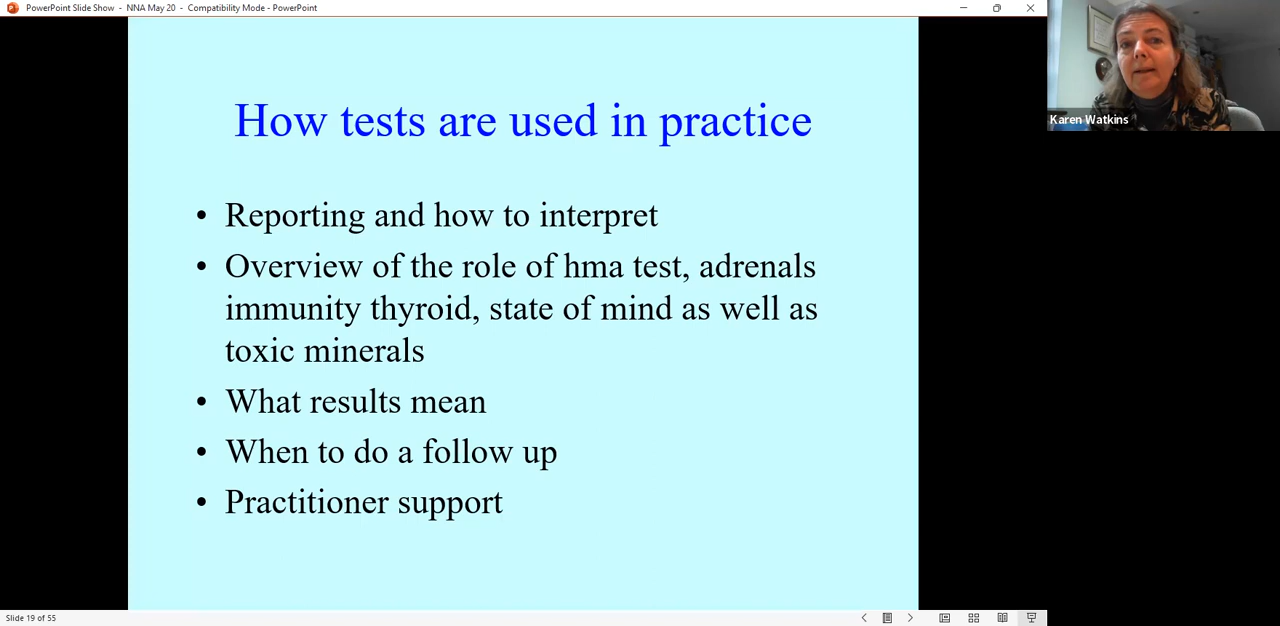 PowerPoint Slide Show - NNA May 20 - Compatibility Mode - PowerPoint
Karen Watkins
How tests are used in practice
• Reporting and how to interpret
• Overview of the role of hma test, adrenals
immunity thyroid, state of mind as well as
toxic minerals
• What results mean
• When to do a follow up
• Practitioner support
Slide 19 of 55